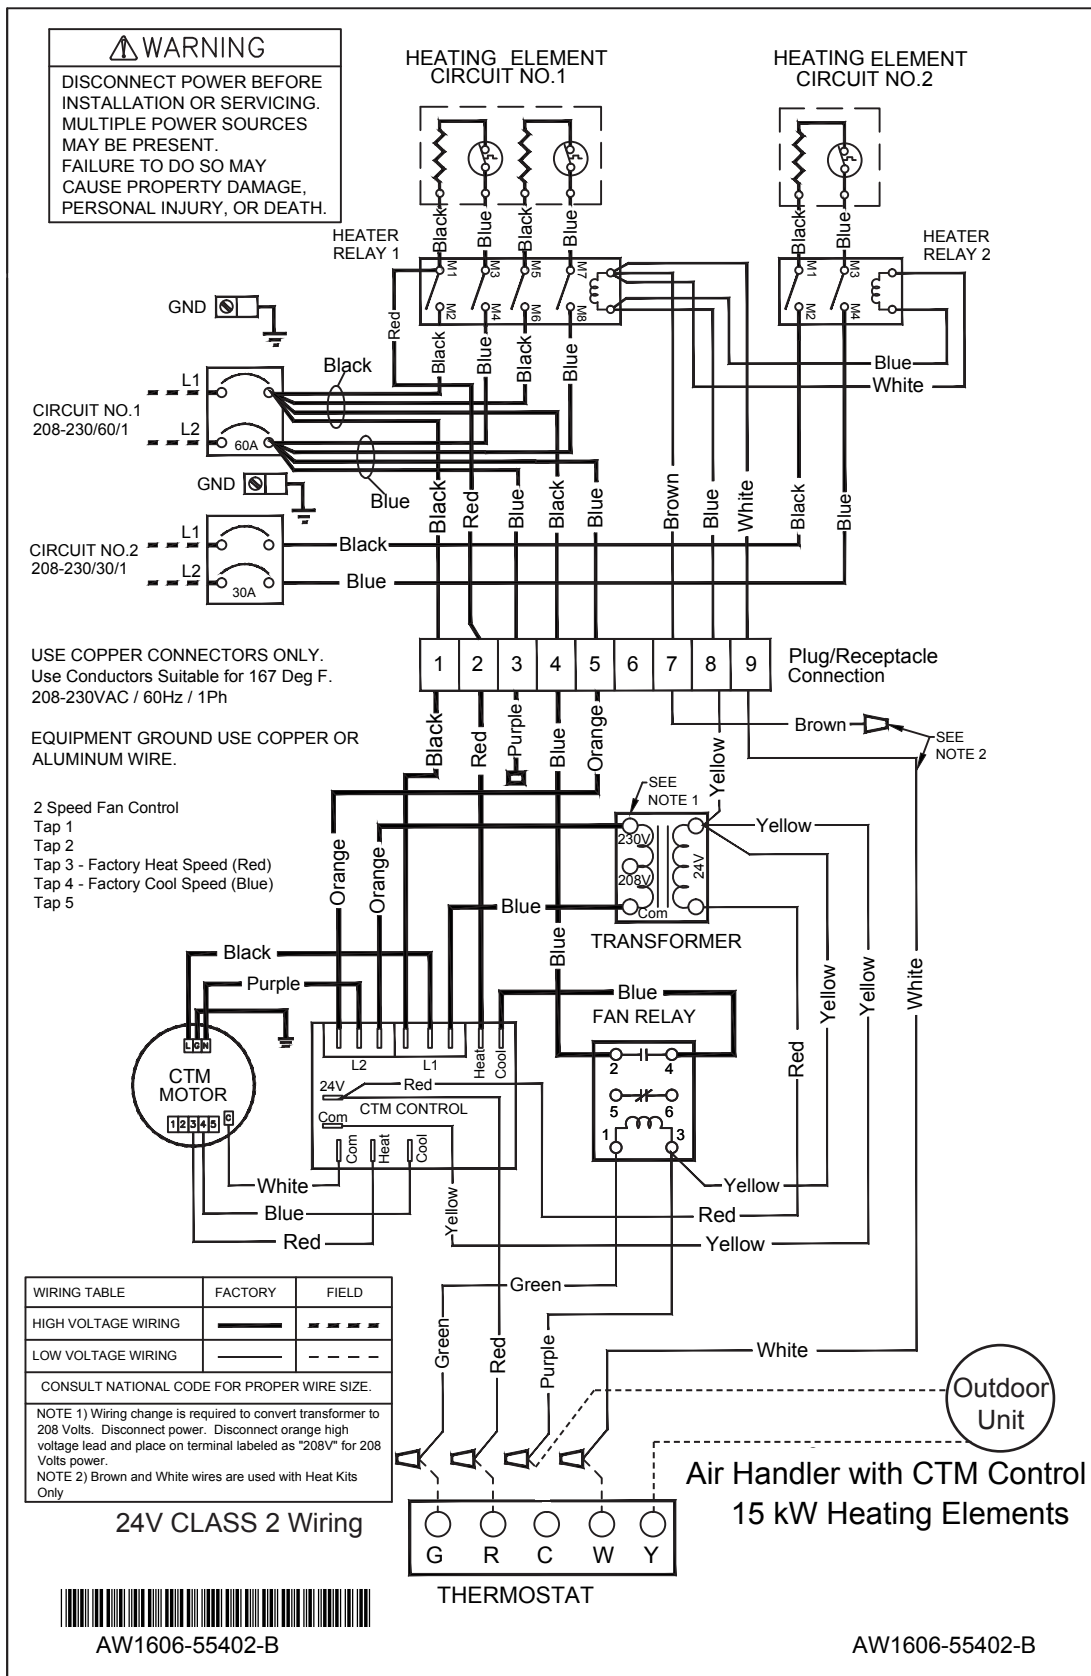 WARNING
DISCONNECT POWER BEFORE
INSTALLATION OR SERVICING.
MULTIPLE POWER SOURCES
MAY BE PRESENT.
FAILURE TO DO SO MAY
CAUSE PROPERTY DAMAGE,
PERSONAL INJURY, OR DEATH.
HEATING ELEMENT
CIRCUIT NO.1
HEATING ELEMENT
CIRCUIT NO.2
Black
Blue
Black
Blue
Black
Blue
HEATER
RELAY 1
M1
M3
M5
M7
M2
M4
M6
M8
M1
M3
M2
M4
HEATER
RELAY 2
GND
Red
Black
Blue
Black
Blue
Blue
White
L1
Black
CIRCUIT NO.1
208-230/60/1
L2
60A
GND
Blue
Black
Red
Blue
Black
Blue
Brown
Blue
White
Black
Blue
CIRCUIT NO.2
208-230/30/1
L1
L2
30A
Black
Blue
USE COPPER CONNECTORS ONLY.
Use Conductors Suitable for 167 Deg F.
208-230VAC / 60Hz / 1Ph
1 2 3 4 5 6 7 8 9
Plug/Receptacle
Connection
EQUIPMENT GROUND USE COPPER OR
ALUMINUM WIRE.
Black
Red
Purple
Blue
Orange
Yellow
Brown
SEE
NOTE 2
2 Speed Fan Control
Tap 1
Tap 2
Tap 3 - Factory Heat Speed (Red)
Tap 4 - Factory Cool Speed (Blue)
Tap 5
SEE
NOTE 1
230V
208V
Com
24V
TRANSFORMER
Yellow
Orange
Orange
Blue
Blue
Black
Purple
Blue
FAN RELAY
Yellow
Yellow
White
Red
L G N
CTM
MOTOR
1 2 3 4 5 C
L2
L1
Heat
Cool
24V
Red
CTM CONTROL
Com
Com
Heat
Cool
2
4
5
6
1
3
White
Blue
Red
Yellow
Yellow
Red
Yellow
Green
WIRING TABLE FACTORY FIELD
HIGH VOLTAGE WIRING
LOW VOLTAGE WIRING
CONSULT NATIONAL CODE FOR PROPER WIRE SIZE.
NOTE 1) Wiring change is required to convert transformer to
208 Volts. Disconnect power. Disconnect orange high
voltage lead and place on terminal labeled as "208V" for 208
Volts power.
NOTE 2) Brown and White wires are used with Heat Kits
Only
Green
Red
Purple
White
Outdoor
Unit
Air Handler with CTM Control
15 kW Heating Elements
24V CLASS 2 Wiring
G R C W Y
THERMOSTAT
AW1606-55402-B
AW1606-55402-B